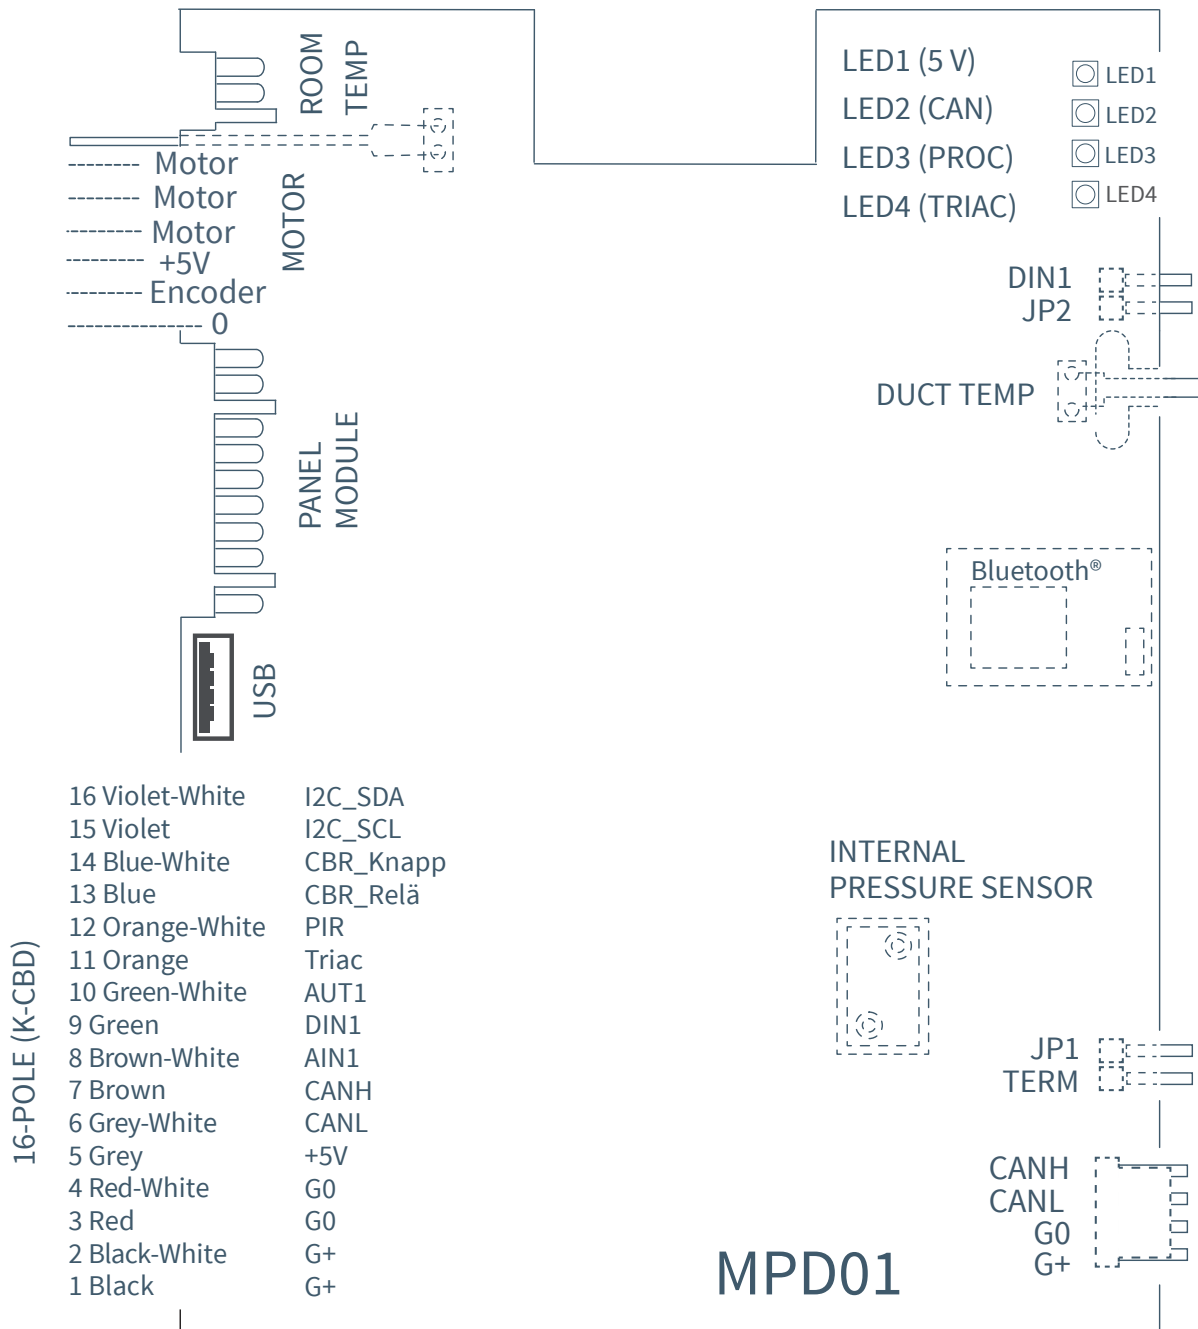 ROOM
TEMP
LED1 (5 V)
LED2 (CAN)
LED3 (PROC)
LED4 (TRIAC)
LED1
LED2
LED3
LED4
Motor
Motor
Motor
+5V
Encoder
0
MOTOR
DIN1
JP2
DUCT TEMP
PANEL
MODULE
Bluetooth®
USB
16-POLE (K-CBD)
16 Violet-White I2C_SDA
15 Violet I2C_SCL
14 Blue-White CBR_Knapp
13 Blue CBR_Relä
12 Orange-White PIR
11 Orange Triac
10 Green-White AUT1
9 Green DIN1
8 Brown-White AIN1
7 Brown CANH
6 Grey-White CANL
5 Grey +5V
4 Red-White G0
3 Red G0
2 Black-White G+
1 Black G+
INTERNAL
PRESSURE SENSOR
JP1
TERM
CANH
CANL
G0
G+
MPD01